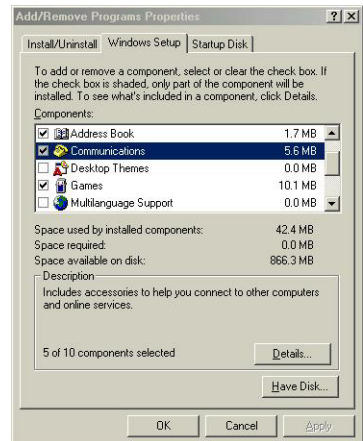 Add/Remove Programs Properties
Install/Uninstall Windows Setup Startup Disk
To add or remove a component, select or clear the check box. If
the check box is shaded, only part of the component will be
installed. To see what's included in a component, click Details.
Components:
Address Book 1.7 MB
Communications 5.6 MB
Desktop Themes 0.0 MB
Games 10.1 MB
Multilanguage Support 0.0 MB
Space used by installed components: 42.4 MB
Space required: 0.0 MB
Space available on disk: 866.3 MB
Description
Includes accessories to help you connect to other computers
and online services.
5 of 10 components selected Details...
Have Disk...
OK Cancel Apply